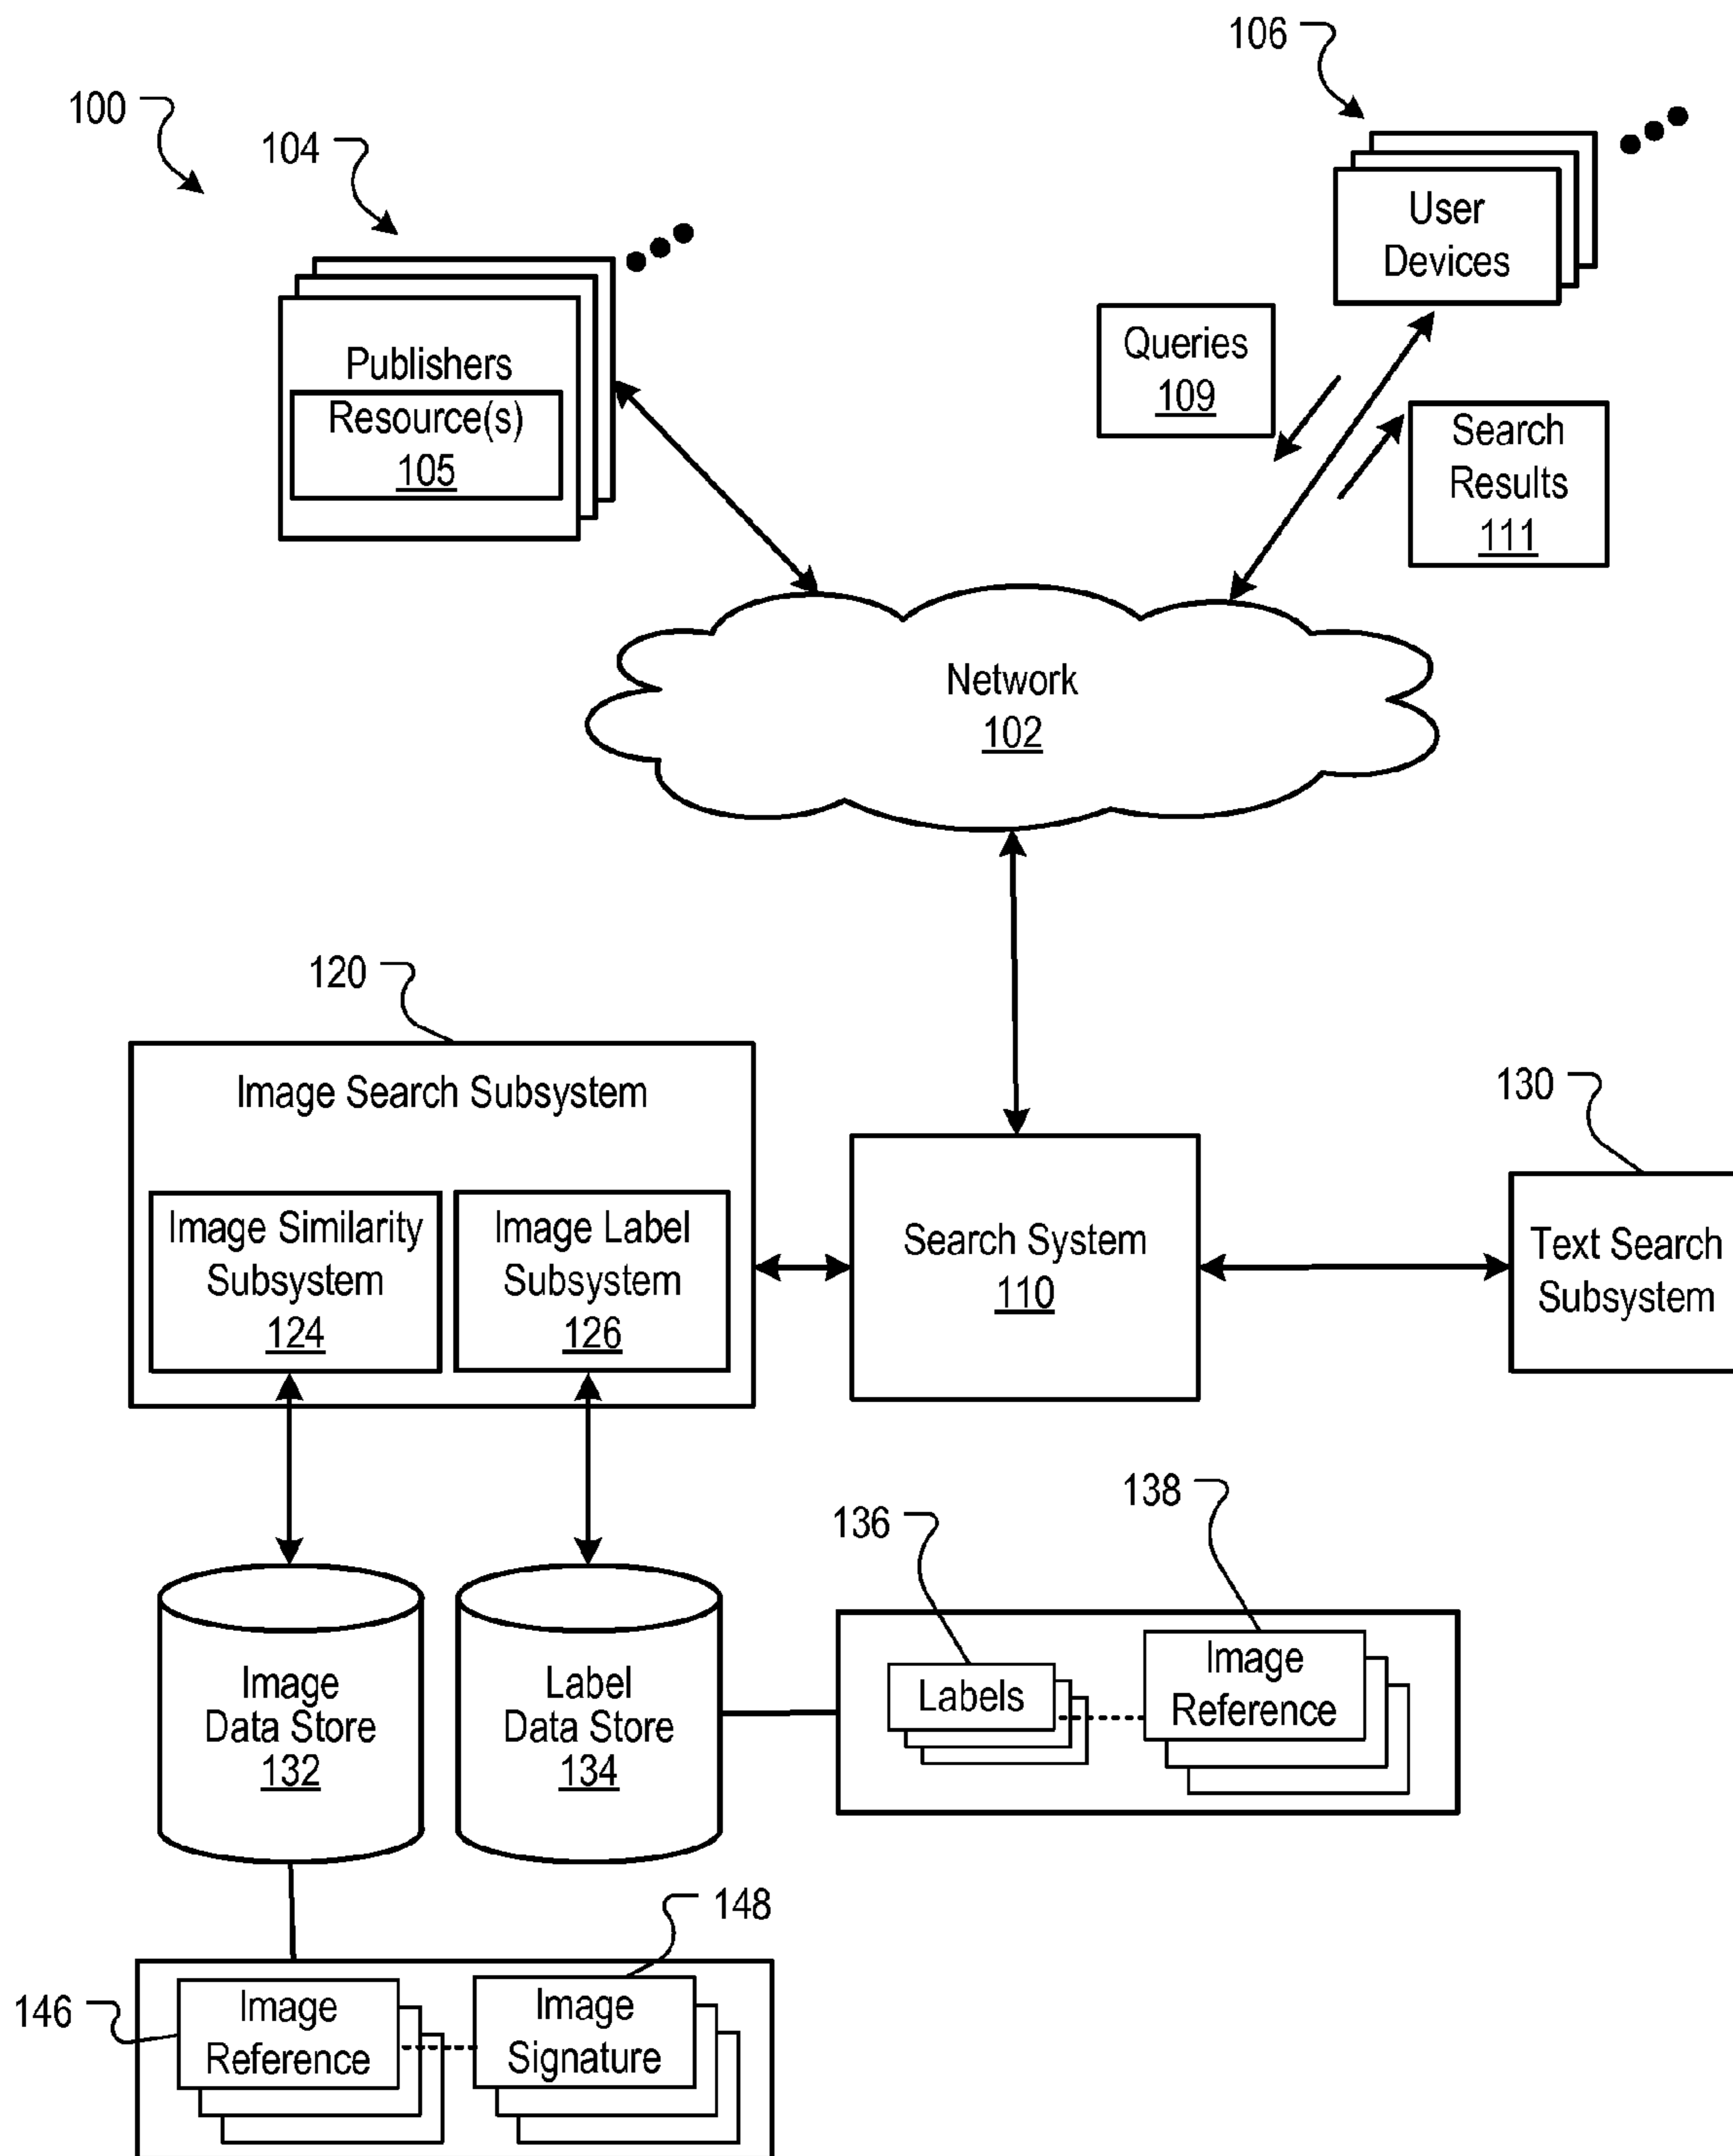 106
100
104
User
Devices
Queries
109
Publishers
Resource(s)
105
Search
Results
111
Network
102
120
Image Search Subsystem
130
Image Similarity
Subsystem
124
Image Label
Subsystem
126
Search System
110
Text Search
Subsystem
138
136
Image
Data Store
132
Label
Data Store
134
Labels
Image
Reference
148
146
Image
Reference
Image
Signature